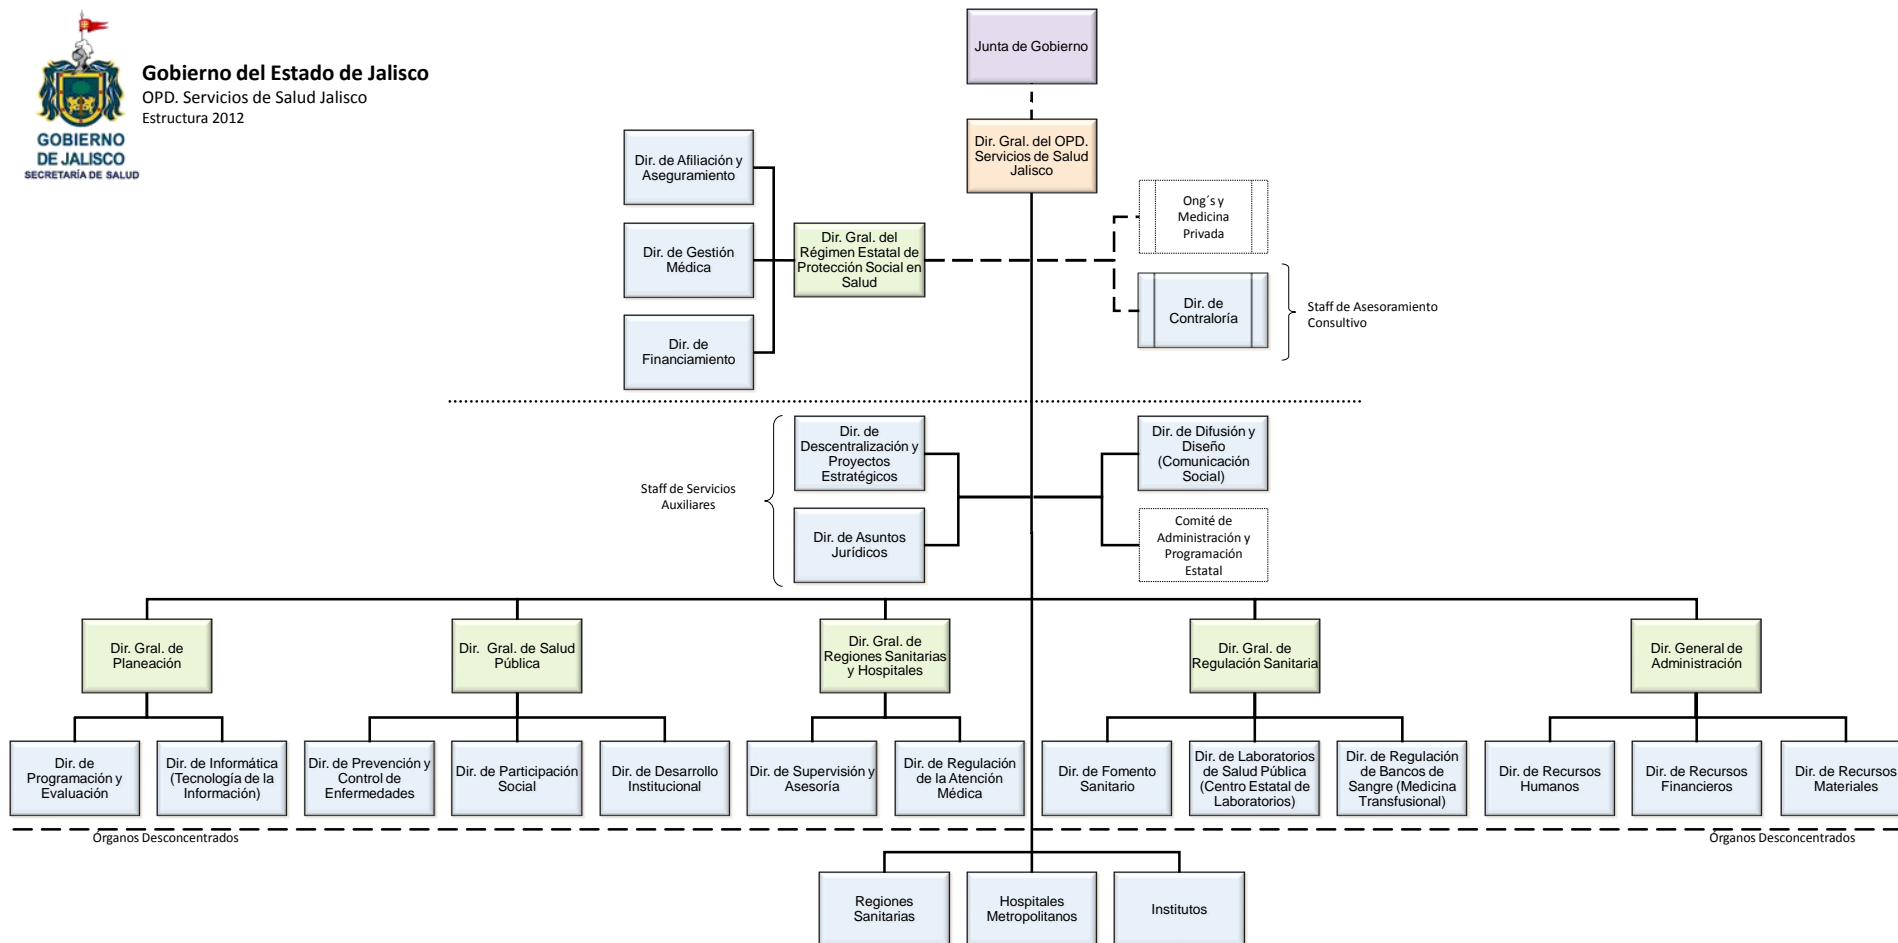 Gobierno del Estado de Jalisco
OPD. Servicios de Salud Jalisco
Estructura 2012
GOBIERNO
DE JALISCO
SECRETARÍA DE SALUD
Junta de Gobierno
Dir. Gral. del OPD.
Servicios de Salud
Jalisco
Dir. de Afiliación y
Aseguramiento
Dir. de Gestión
Médica
Dir. de
Financiamiento
Dir. Gral. del
Régimen Estatal de
Protección Social en
Salud
Ong´s y
Medicina
Privada
Dir. de
Contraloría
Staff de Asesoramiento
Consultivo
Staff de Servicios
Auxiliares
Dir. de
Descentralización y
Proyectos
Estratégicos
Dir. de Asuntos
Jurídicos
Dir. de Difusión y
Diseño
(Comunicación
Social)
Comité de
Administración y
Programación
Estatal
Dir. Gral. de
Planeación
Dir. Gral. de Salud
Pública
Dir. Gral. de
Regiones Sanitarias
y Hospitales
Dir. Gral. de
Regulación Sanitaria
Dir. General de
Administración
Dir. de
Programación y
Evaluación
Dir. de Informática
(Tecnología de la
Información)
Dir. de Prevención y
Control de
Enfermedades
Dir. de Participación
Social
Dir. de Desarrollo
Institucional
Dir. de Supervisión y
Asesoría
Dir. de Regulación
de la Atención
Médica
Dir. de Fomento
Sanitario
Dir. de Laboratorios
de Salud Pública
(Centro Estatal de
Laboratorios)
Dir. de Regulación
de Bancos de
Sangre (Medicina
Transfusional)
Dir. de Recursos
Humanos
Dir. de Recursos
Financieros
Dir. de Recursos
Materiales
Órganos Desconcentrados
Órganos Desconcentrados
Regiones
Sanitarias
Hospitales
Metropolitanos
Institutos